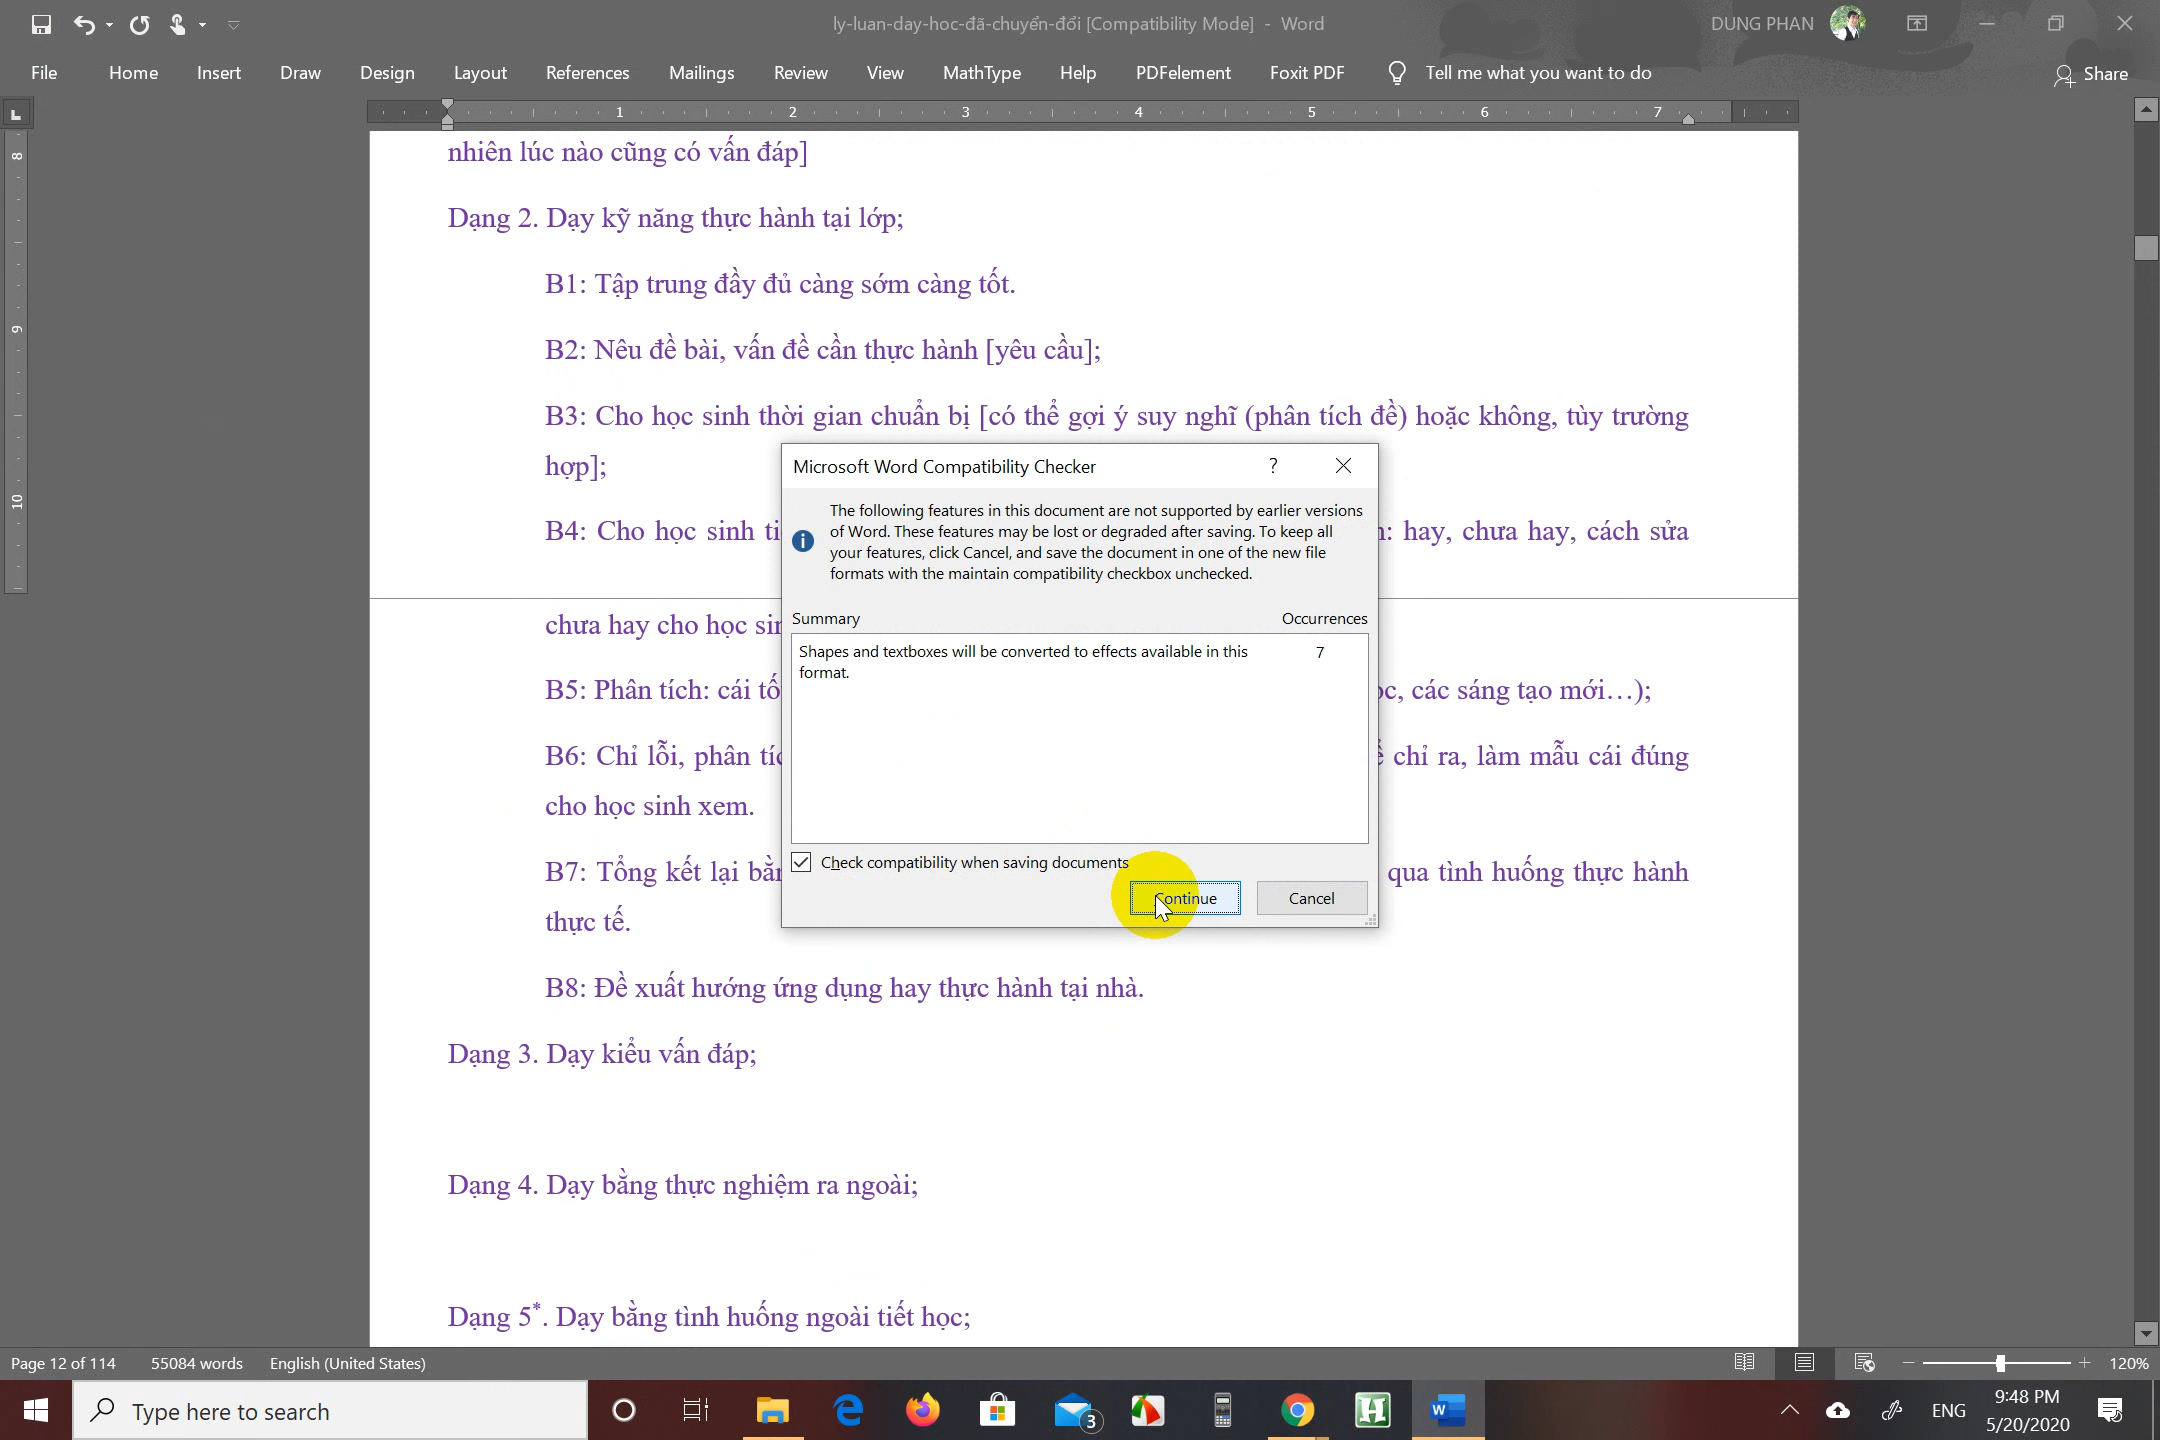 ly-luan-day-hoc-đã-chuyển-đổi [Compatibility Mode] - Word
DUNG PHAN
File Home Insert Draw Design Layout References Mailings Review View MathType Help PDFelement Foxit PDF Tell me what you want to do Share
1 2 3 4 5 6 7
8
9
10
nhiên lúc nào cũng có vấn đáp]
Dạng 2. Dạy kỹ năng thực hành tại lớp;
B1: Tập trung đầy đủ càng sớm càng tốt.
B2: Nêu đề bài, vấn đề cần thực hành [yêu cầu];
B3: Cho học sinh thời gian chuẩn bị [có thể gợi ý suy nghĩ (phân tích đề) hoặc không, tùy trường
hợp];
B4: Cho học sinh hay, chưa hay, cách sửa
chưa hay cho học
B5: Phân tích: cái các sáng tạo mới…);
B6: Chỉ lỗi, phân chỉ ra, làm mẫu cái đúng
cho học sinh xem.
B7: Tổng kết lại qua tình huống thực hành
thực tế.
B8: Đề xuất hướng ứng dụng hay thực hành tại nhà.
Dạng 3. Dạy kiểu vấn đáp;
Dạng 4. Dạy bằng thực nghiệm ra ngoài;
Dạng 5*. Dạy bằng tình huống ngoài tiết học;
Microsoft Word Compatibility Checker ?
The following features in this document are not supported by earlier versions
of Word. These features may be lost or degraded after saving. To keep all
your features, click Cancel, and save the document in one of the new file
formats with the maintain compatibility checkbox unchecked.
Summary Occurrences
Shapes and textboxes will be converted to effects available in this 7
format.
Check compatibility when saving documents
Continue Cancel
Page 12 of 114 55084 words English (United States) 120%
Type here to search
3
ENG
9:48 PM
5/20/2020